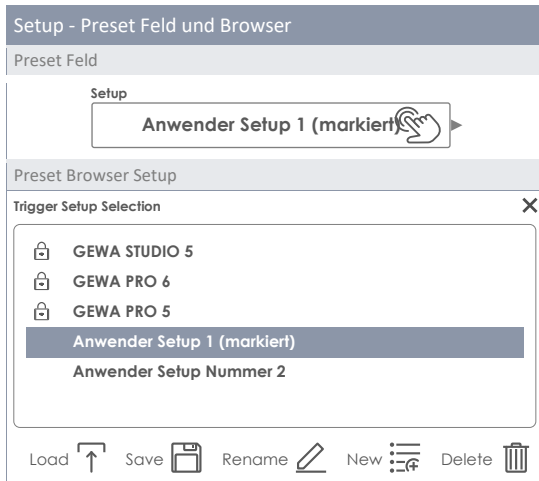 Setup - Preset Feld und Browser
Preset Feld
Setup
Anwender Setup 1 (markiert)
Preset Browser Setup
Trigger Setup Selection
GEWA STUDIO 5
GEWA PRO 6
GEWA PRO 5
Anwender Setup 1 (markiert)
Anwender Setup Nummer 2
Load Save Rename New Delete